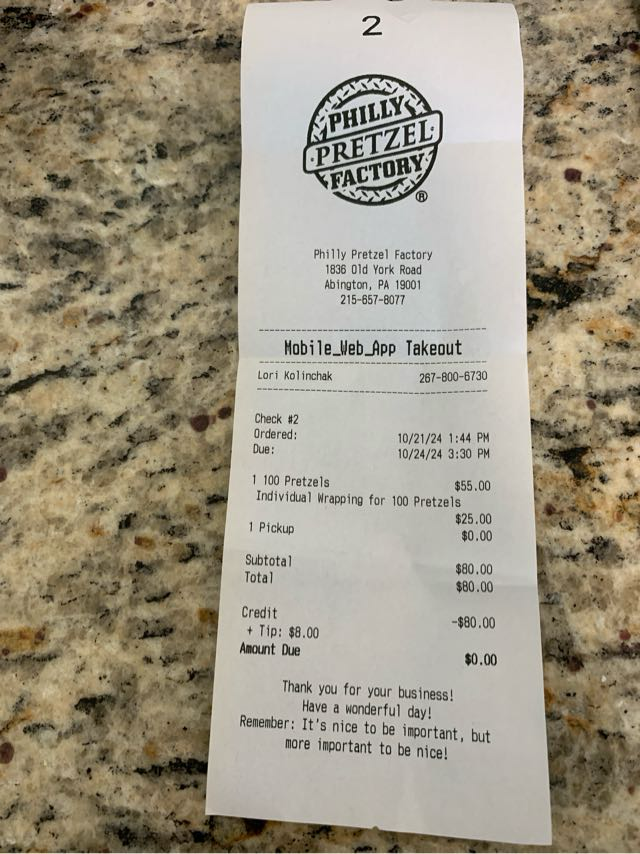 2
PHILLY
PRETZEL
FACTORY
®
Philly Pretzel Factory
1836 Old York Road
Abington, PA 19001
215-657-8077
Mobile_Web_App Takeout
Lori Kolinchak 267-800-6730
Check #2
Ordered: 10/21/24 1:44 PM
Due: 10/24/24 3:30 PM
1 100 Pretzels $55.00
Individual Wrapping for 100 Pretzels
$25.00
1 Pickup $0.00
Subtotal $80.00
Total $80.00
Credit -$80.00
+ Tip: $8.00
Amount Due $0.00
Thank you for your business!
Have a wonderful day!
Remember: It's nice to be important, but
more important to be nice!